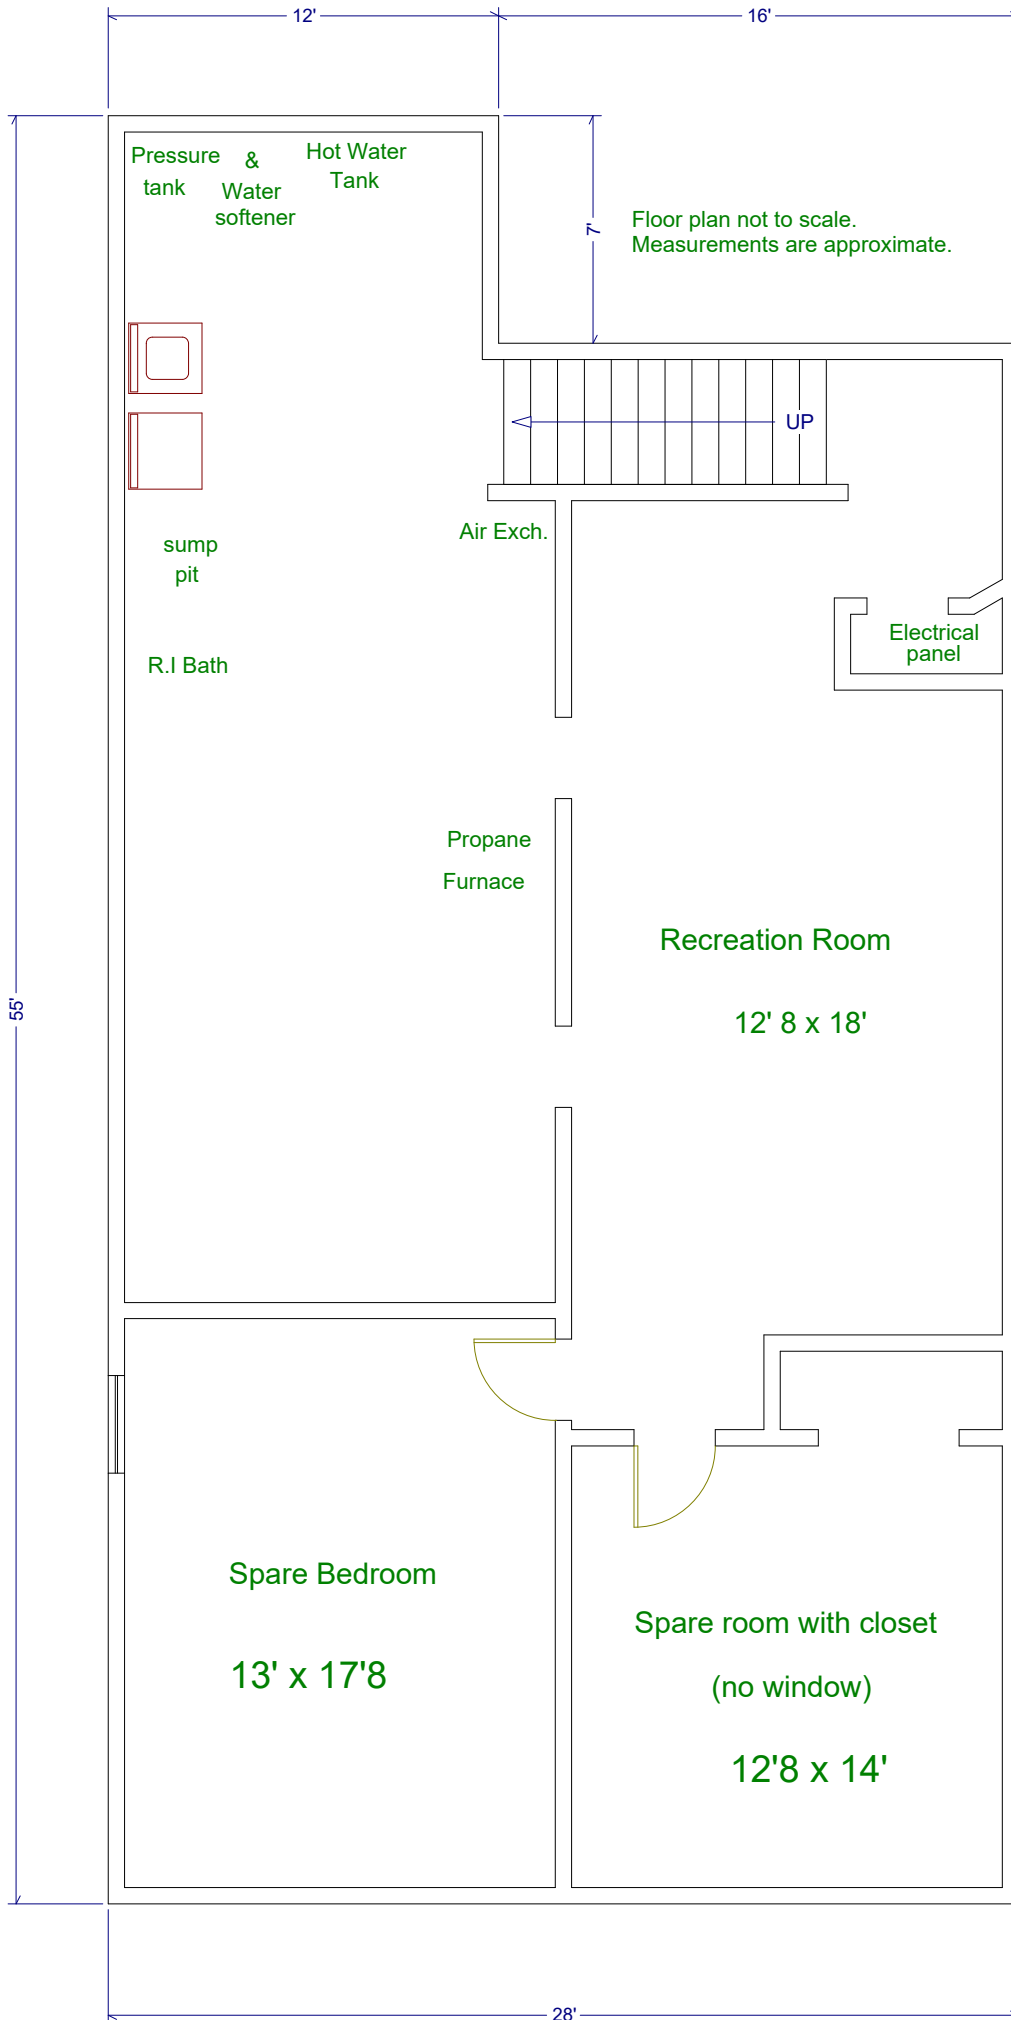 12'
16'
Pressure
tank
&
Water
softener
Hot Water
Tank
7'
Floor plan not to scale.
Measurements are approximate.
UP
Air Exch.
sump
pit
Electrical
panel
R.I Bath
Propane
Furnace
Recreation Room
12' 8 x 18'
55'
Spare Bedroom
13' x 17'8
Spare room with closet
(no window)
12'8 x 14'
28'